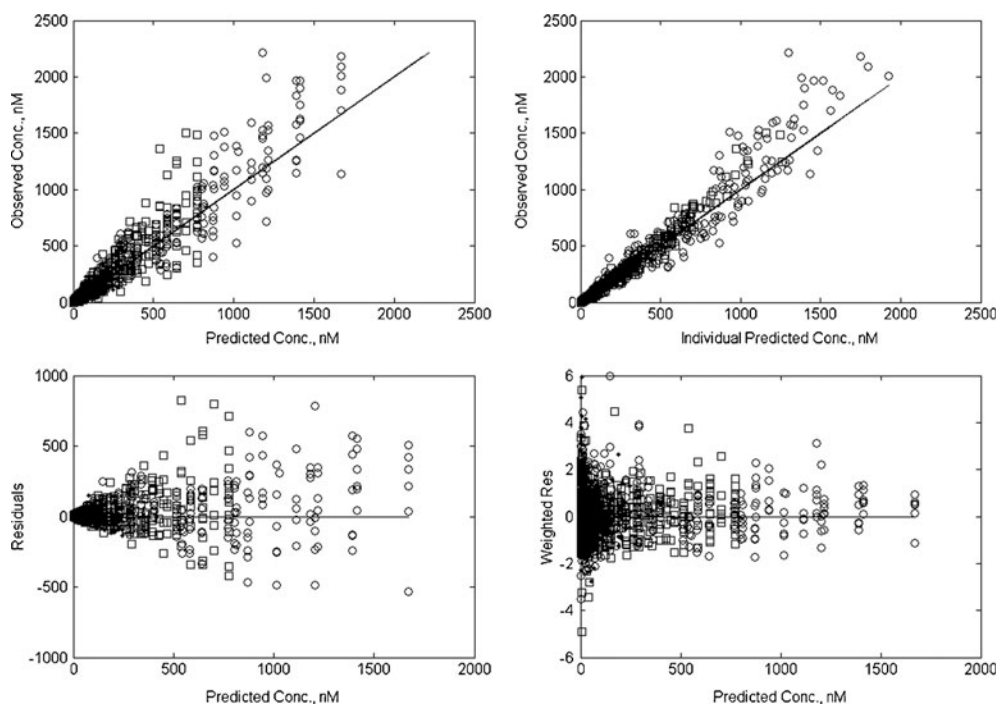 2500
2000
1500
1000
500
0
Observed Conc., nM
0 500 1000 1500 2000 2500
Predicted Conc., nM
2500
2000
1500
1000
500
0
Observed Conc., nM
0 500 1000 1500 2000 2500
Individual Predicted Conc., nM
1000
500
0
-500
-1000
Residuals
0 500 1000 1500 2000
Predicted Conc., nM
6
4
2
0
-2
-4
-6
Weighted Res
0 500 1000 1500 2000
Predicted Conc., nM